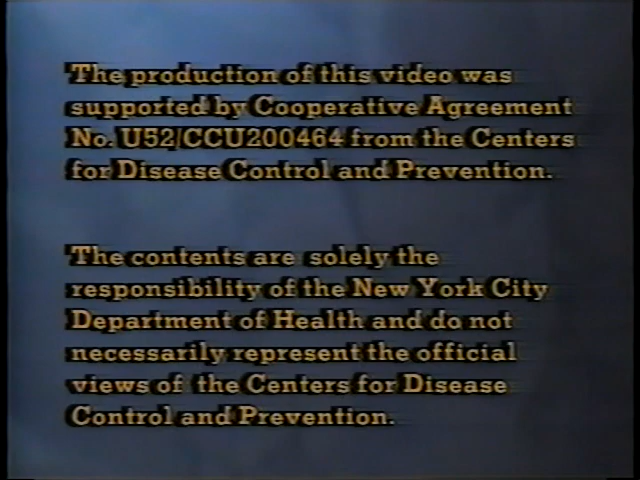 The production of this video was
supported by Cooperative Agreement
No. U52/CCU200464 from the Centers
for Disease Control and Prevention.
The contents are solely the
responsibility of the New York City
Department of Health and do not
necessarily represent the official
views of the Centers for Disease
Control and Prevention.